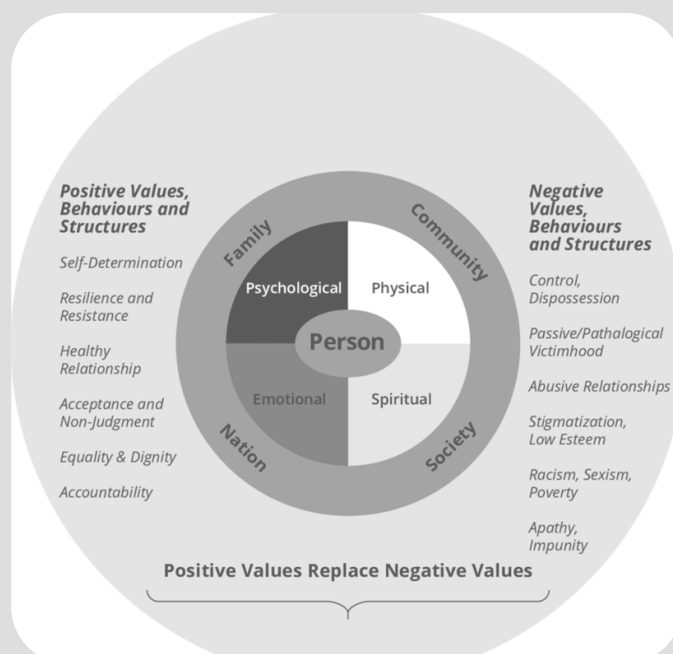 Positive Values,
Behaviours and
Structures
Self-Determination
Resilience and
Resistance
Healthy
Relationship
Acceptance and
Non-Judgment
Equality & Dignity
Accountability
Family
Community
Psychological
Physical
Person
Emotional
Spiritual
Nation
Society
Negative
Values,
Behaviours
and Structures
Control,
Dispossession
Passive/Pathalogical
Victimhood
Abusive Relationships
Stigmatization,
Low Esteem
Racism, Sexism,
Poverty
Apathy,
Impunity
Positive Values Replace Negative Values